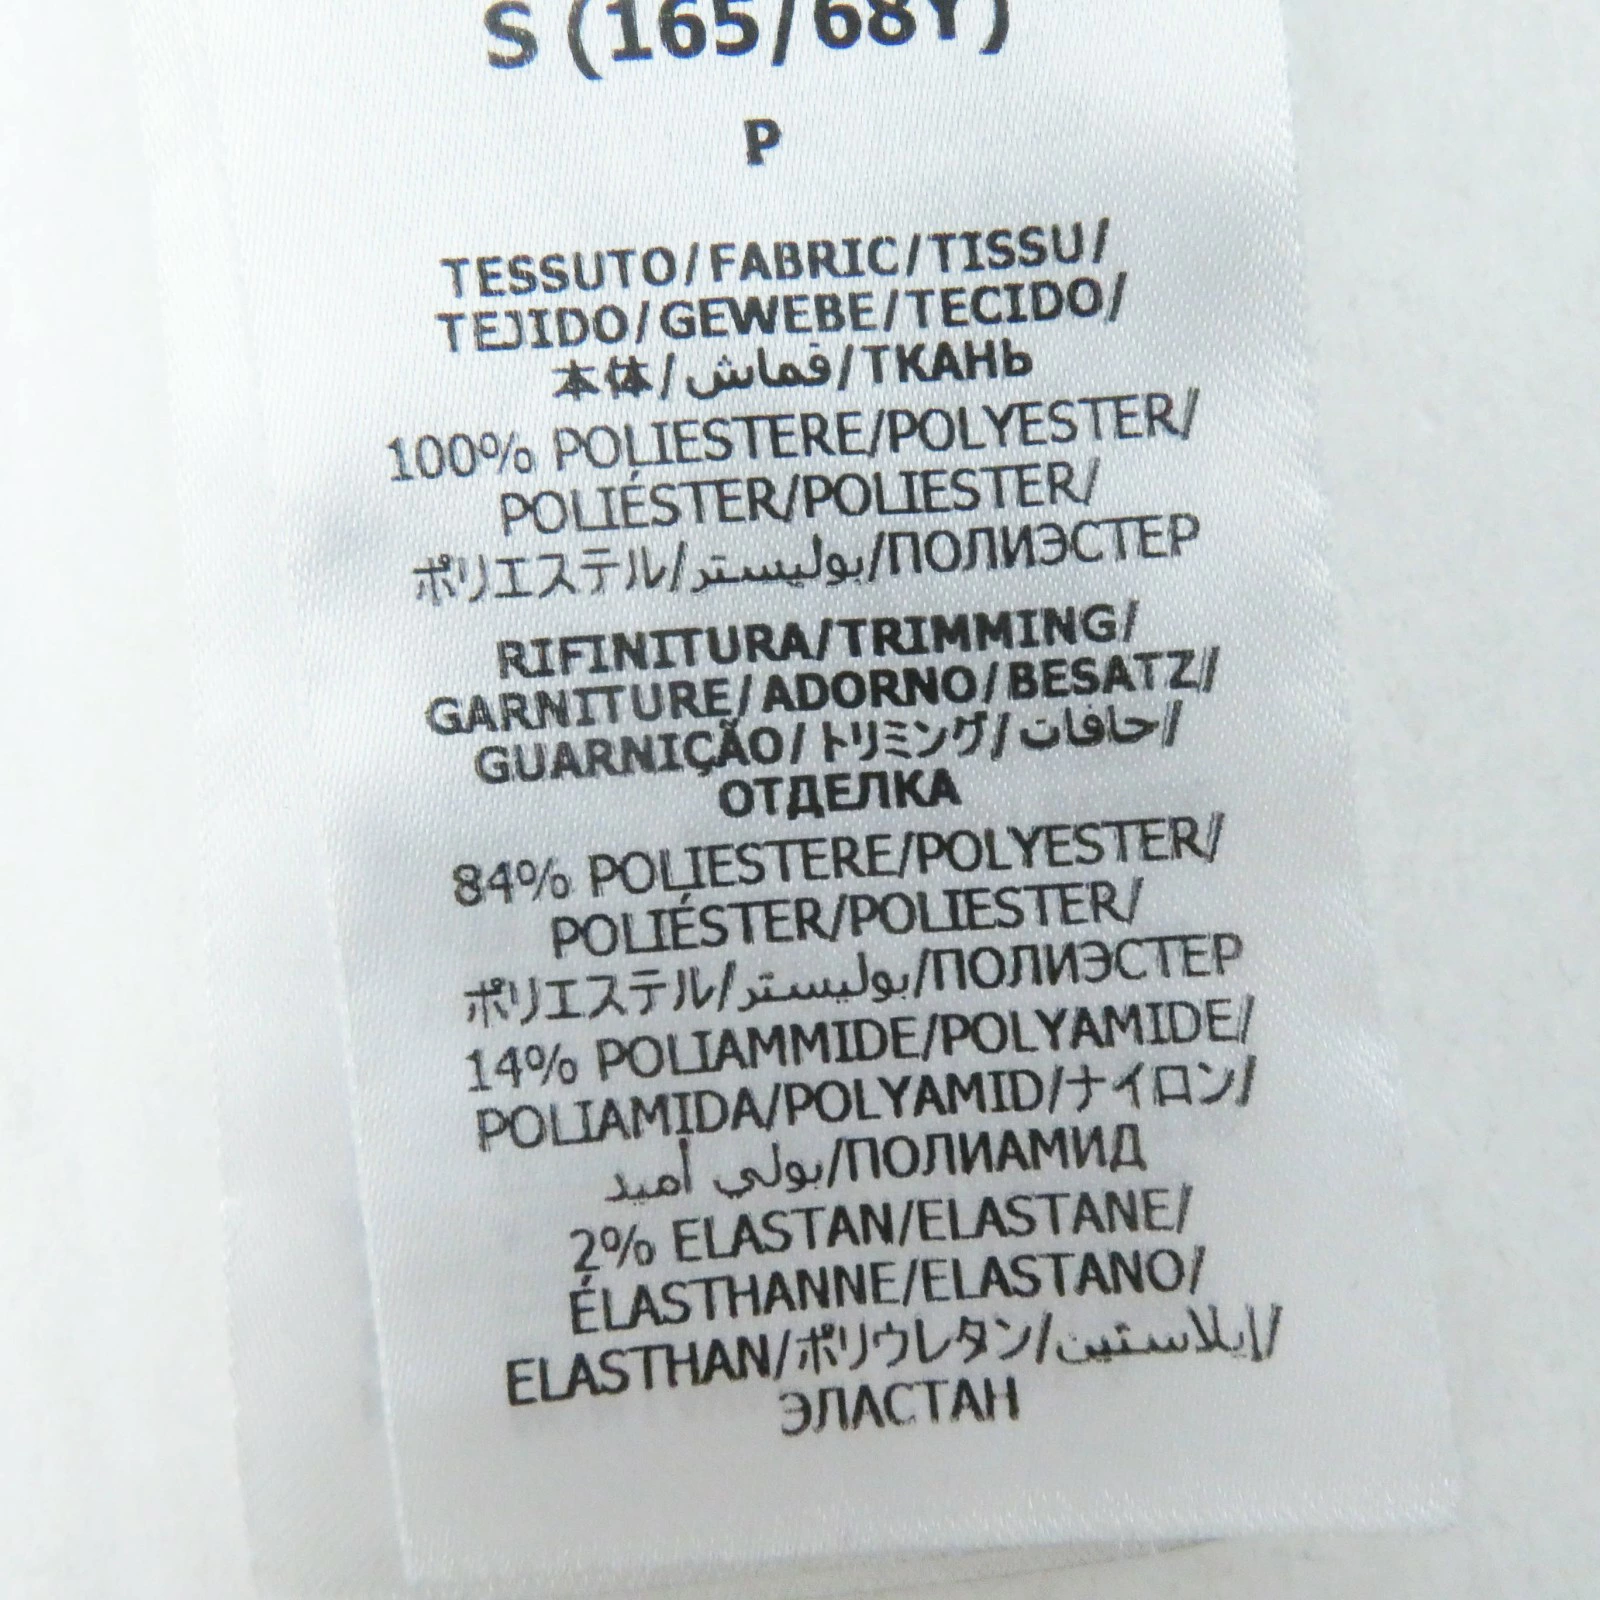 S (165/68Y)
P
TESSUTO/FABRIC/TISSU/
TEJIDO/GEWEBE/TECIDO/
本体/قماش/ТКАНЬ
100% POLIESTERE/POLYESTER/
POLIÉSTER/POLIESTER/
ポリエステル/بوليستر/ПОЛИЭСТЕР
RIFINITURA/TRIMMING/
GARNITURE/ADORNO/BESATZ/
GUARNIÇÃO/トリミング/حافات/
ОТДЕЛКА
84% POLIESTERE/POLYESTER/
POLIÉSTER/POLIESTER/
ポリエステル/بوليستر/ПОЛИЭСТЕР
14% POLIAMMIDE/POLYAMIDE/
POLIAMIDA/POLYAMID/ナイロン/
بولي أميد/ПОЛИАМИД
2% ELASTAN/ELASTANE/
ÉLASTHANNE/ELASTANO/
ELASTHAN/ポリウレタン/إيلاستين/
ЭЛАСТАН